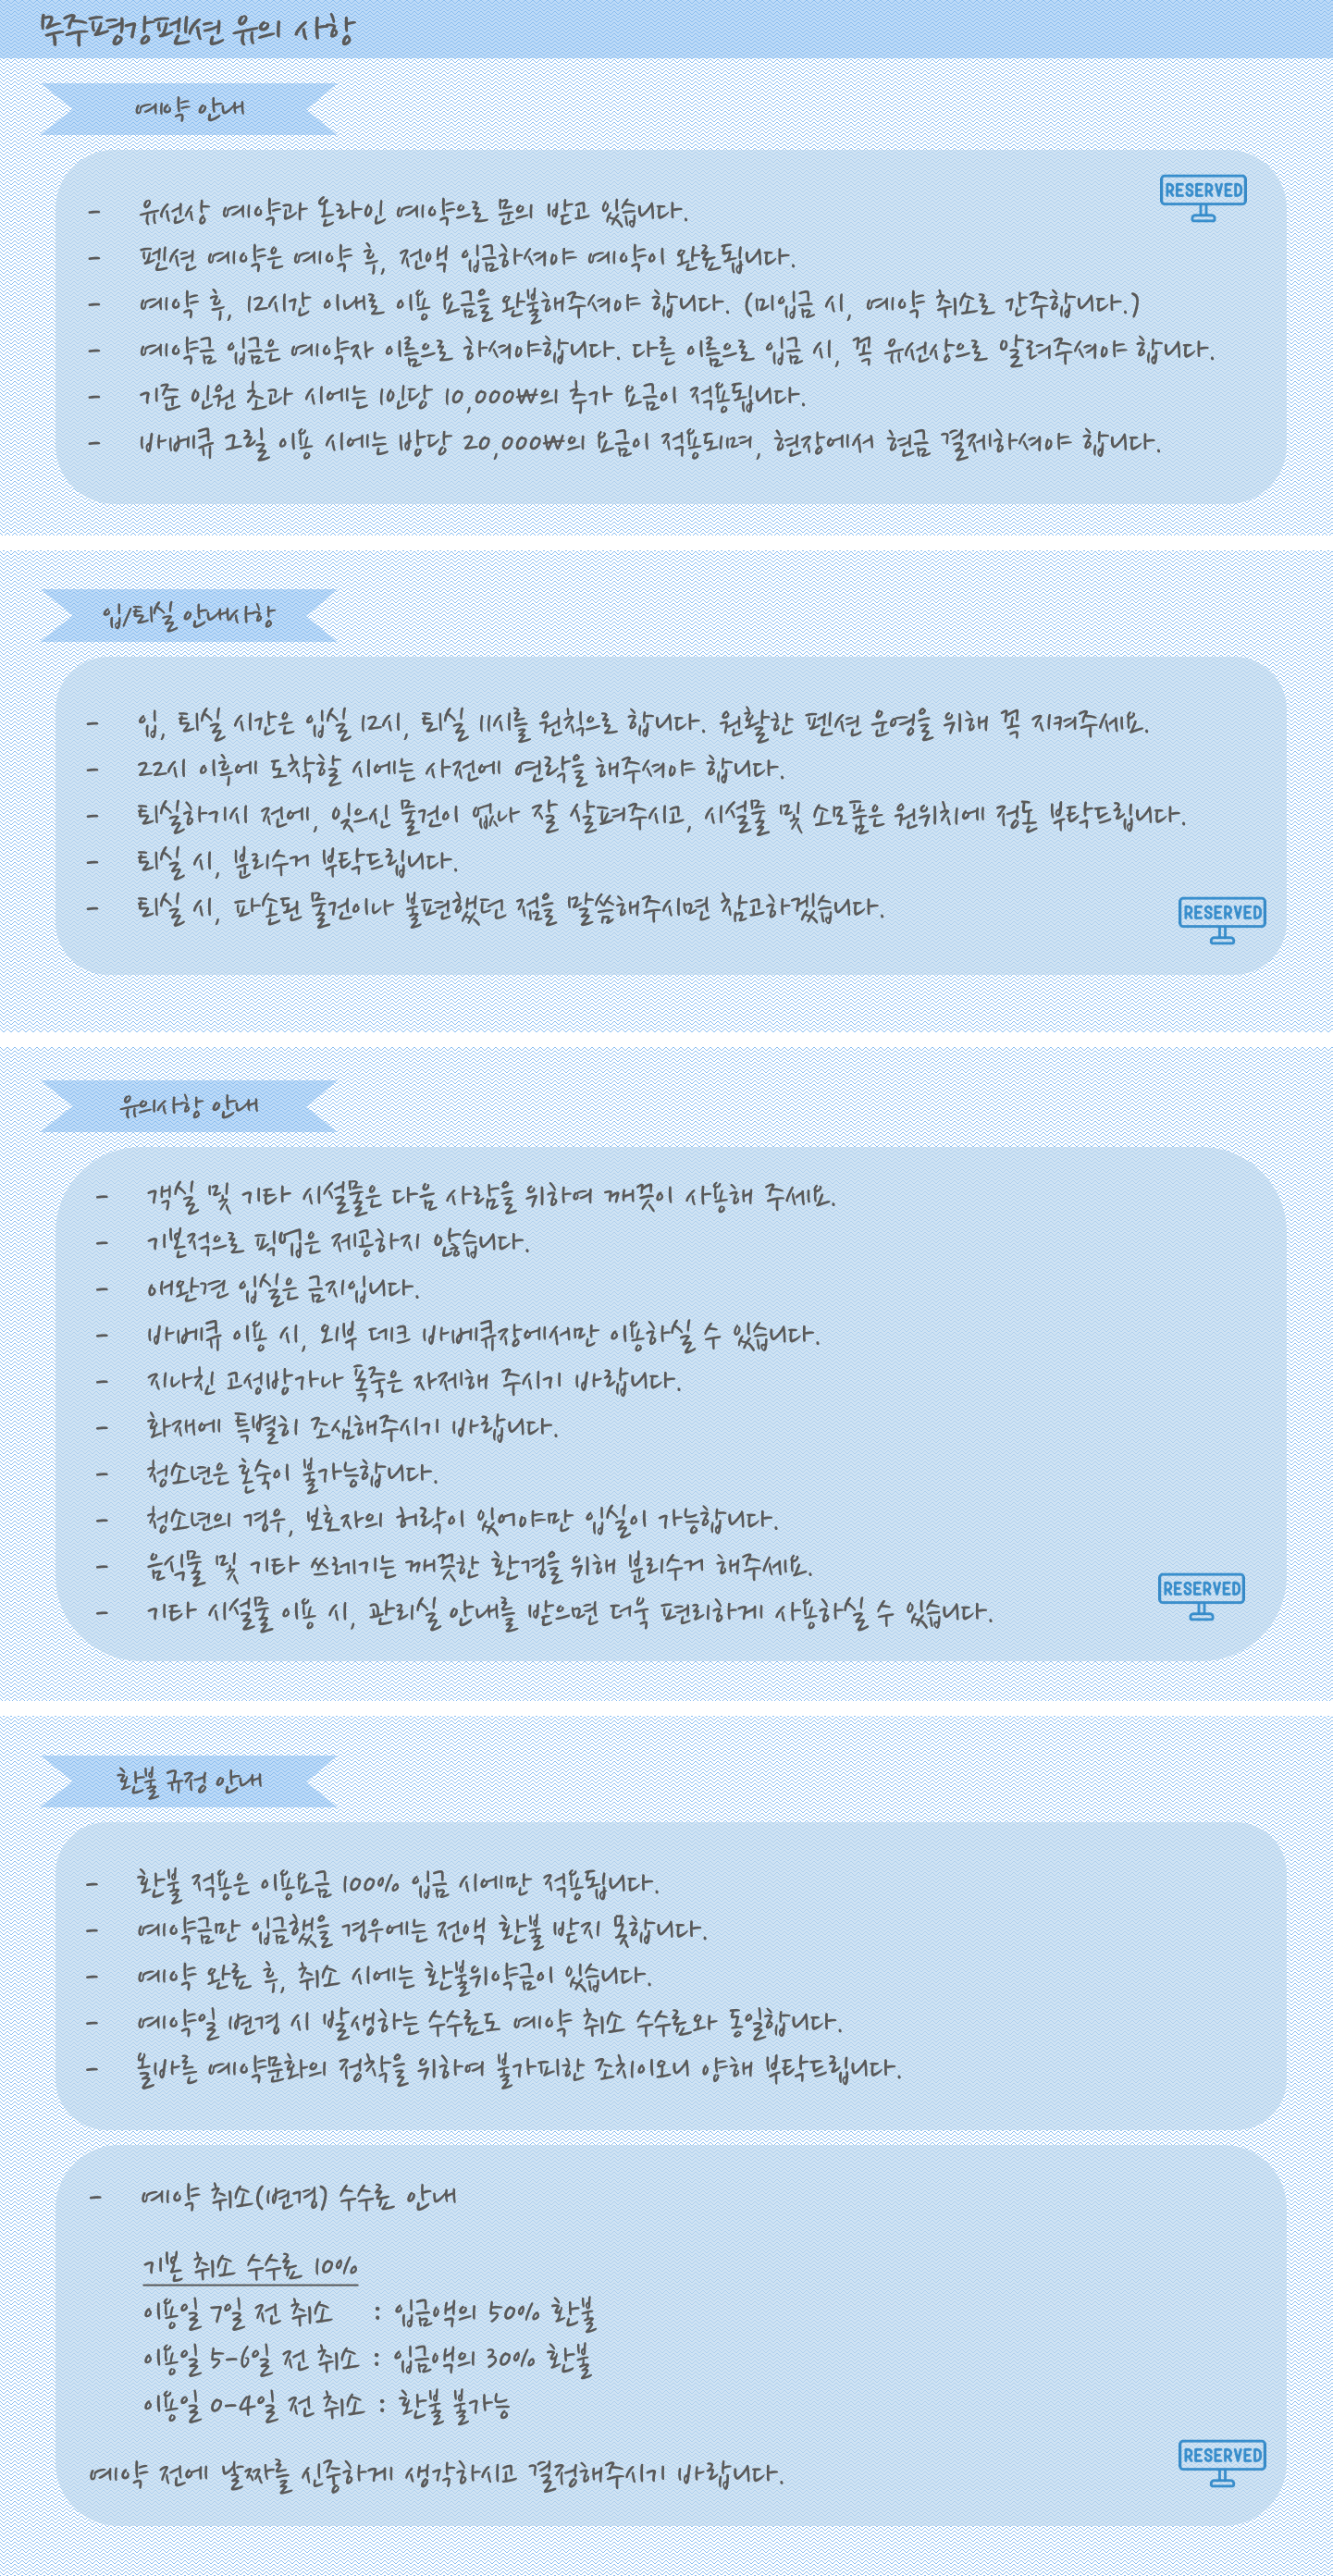 무주평강펜션 유의 사항
예약 안내
RESERVED
- 유선상 예약과 온라인 예약으로 문의 받고 있습니다.
- 펜션 예약은 예약 후, 전액 입금하셔야 예약이 완료됩니다.
- 예약 후, 12시간 이내로 이용 요금을 완불해주셔야 합니다. (미입금 시, 예약 취소로 간주합니다.)
- 예약금 입금은 예약자 이름으로 하셔야합니다. 다른 이름으로 입금 시, 꼭 유선상으로 알려주셔야 합니다.
- 기준 인원 초과 시에는 1인당 10,000₩의 추가 요금이 적용됩니다.
- 바베큐 그릴 이용 시에는 방당 20,000₩의 요금이 적용되며, 현장에서 현금 결제하셔야 합니다.
입/퇴실 안내사항
- 입, 퇴실 시간은 입실 12시, 퇴실 11시를 원칙으로 합니다. 원활한 펜션 운영을 위해 꼭 지켜주세요.
- 22시 이후에 도착할 시에는 사전에 연락을 해주셔야 합니다.
- 퇴실하기시 전에, 잊으신 물건이 없나 잘 살펴주시고, 시설물 및 소모품은 원위치에 정돈 부탁드립니다.
- 퇴실 시, 분리수거 부탁드립니다.
- 퇴실 시, 파손된 물건이나 불편했던 점을 말씀해주시면 참고하겠습니다.
RESERVED
유의사항 안내
- 객실 및 기타 시설물은 다음 사람을 위하여 깨끗이 사용해 주세요.
- 기본적으로 픽업은 제공하지 않습니다.
- 애완견 입실은 금지입니다.
- 바베큐 이용 시, 외부 데크 바베큐장에서만 이용하실 수 있습니다.
- 지나친 고성방가나 폭죽은 자제해 주시기 바랍니다.
- 화재에 특별히 조심해주시기 바랍니다.
- 청소년은 혼숙이 불가능합니다.
- 청소년의 경우, 보호자의 허락이 있어야만 입실이 가능합니다.
- 음식물 및 기타 쓰레기는 깨끗한 환경을 위해 분리수거 해주세요.
- 기타 시설물 이용 시, 관리실 안내를 받으면 더욱 편리하게 사용하실 수 있습니다.
RESERVED
환불 규정 안내
- 환불 적용은 이용요금 100% 입금 시에만 적용됩니다.
- 예약금만 입금했을 경우에는 전액 환불 받지 못합니다.
- 예약 완료 후, 취소 시에는 환불위약금이 있습니다.
- 예약일 변경 시 발생하는 수수료도 예약 취소 수수료와 동일합니다.
- 올바른 예약문화의 정착을 위하여 불가피한 조치이오니 양해 부탁드립니다.
- 예약 취소(변경) 수수료 안내
기본 취소 수수료 10%
이용일 7일 전 취소 : 입금액의 50% 환불
이용일 5-6일 전 취소 : 입금액의 30% 환불
이용일 0-4일 전 취소 : 환불 불가능
예약 전에 날짜를 신중하게 생각하시고 결정해주시기 바랍니다.
RESERVED